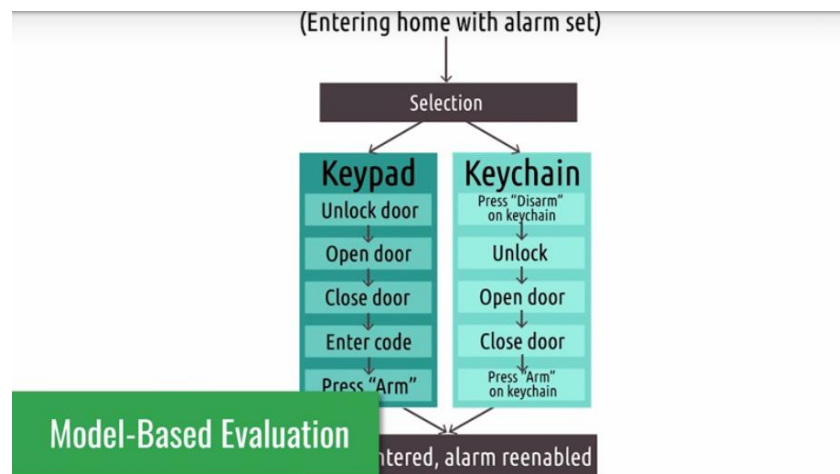 (Entering home with alarm set)
Selection
Keypad
Unlock door
Open door
Close door
Enter code
Press “Arm”
Keychain
Press “Disarm”
on keychain
Unlock
Open door
Close door
Press “Arm”
on keychain
Model-Based Evaluation
ntered, alarm reenabled